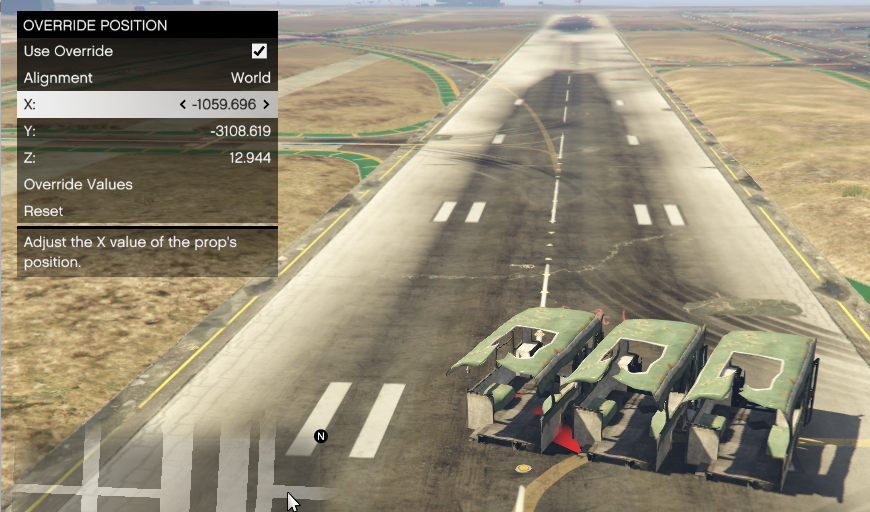 OVERRIDE POSITION
Use Override
Alignment World
X: < -1059.696 >
Y: -3108.619
Z: 12.944
Override Values
Reset
Adjust the X value of the prop's
position.
N